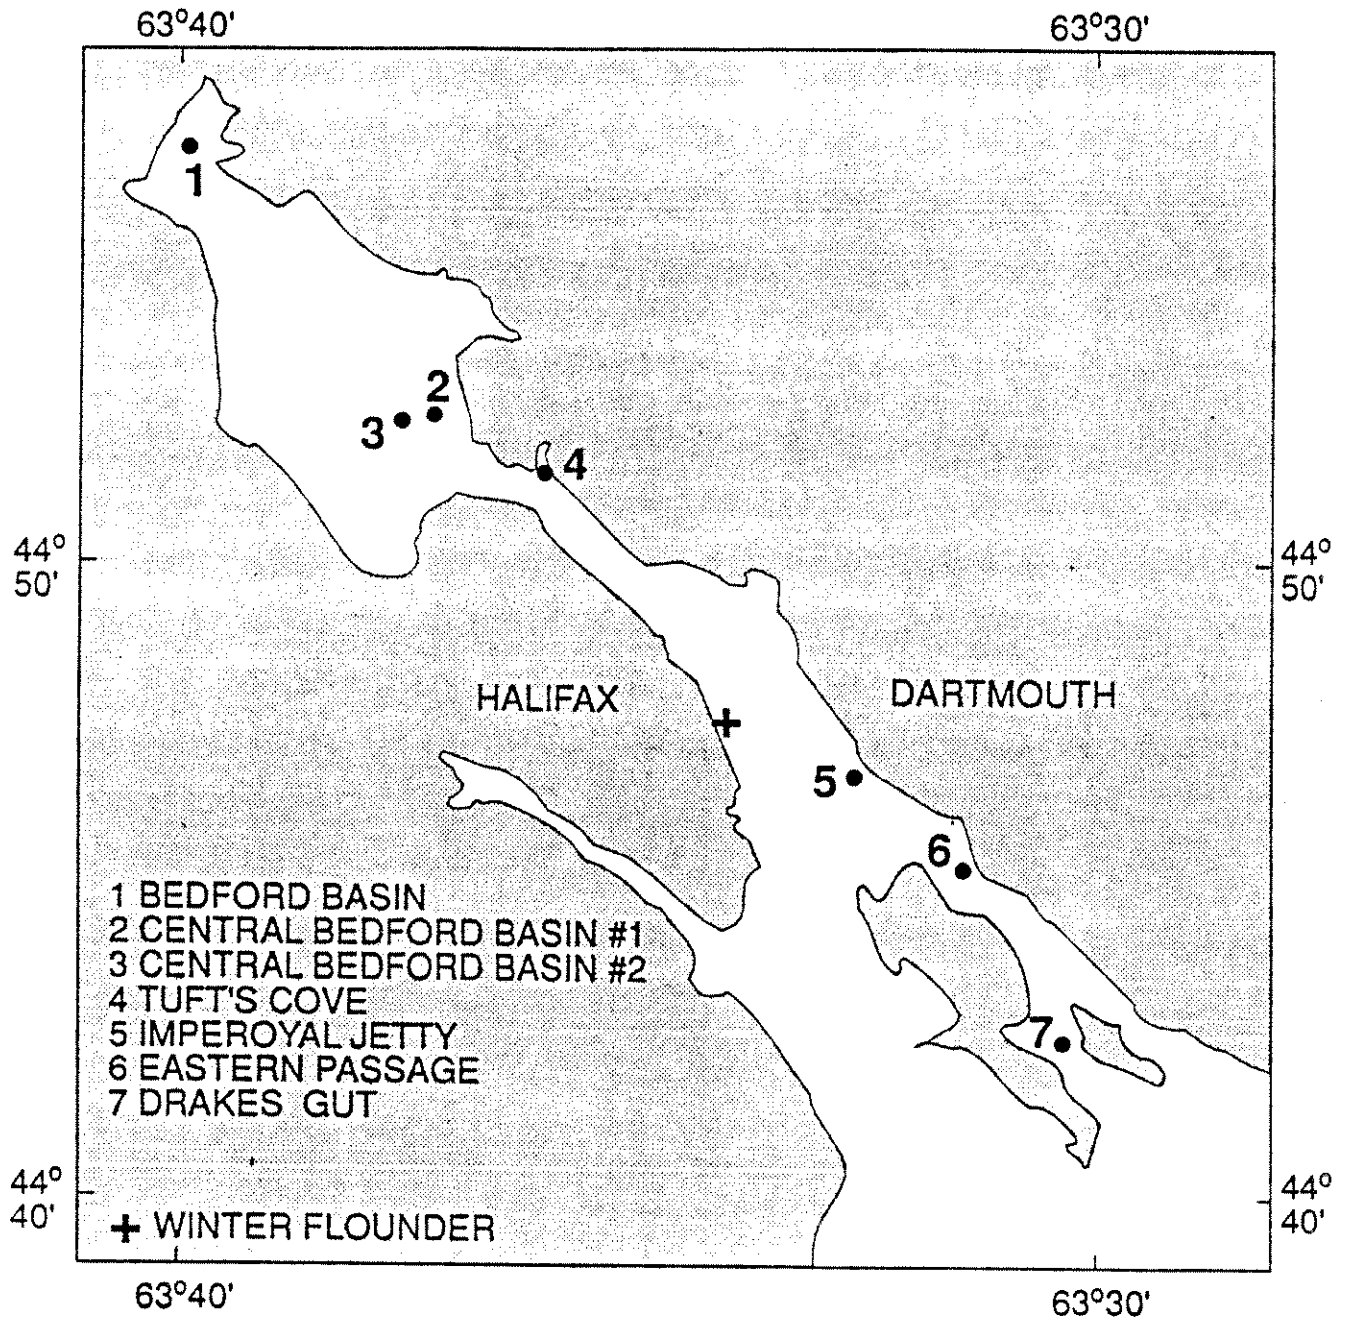 63°40' 63°30'
1
2
3
4
44° 44°
50' 50'
HALIFAX DARTMOUTH
5
6
1 BEDFORD BASIN
2 CENTRAL BEDFORD BASIN #1
3 CENTRAL BEDFORD BASIN #2
4 TUFT'S COVE
5 IMPEROYAL JETTY
7
6 EASTERN PASSAGE
7 DRAKES GUT
44° 44°
40' 40'
+ WINTER FLOUNDER
63°40' 63°30'